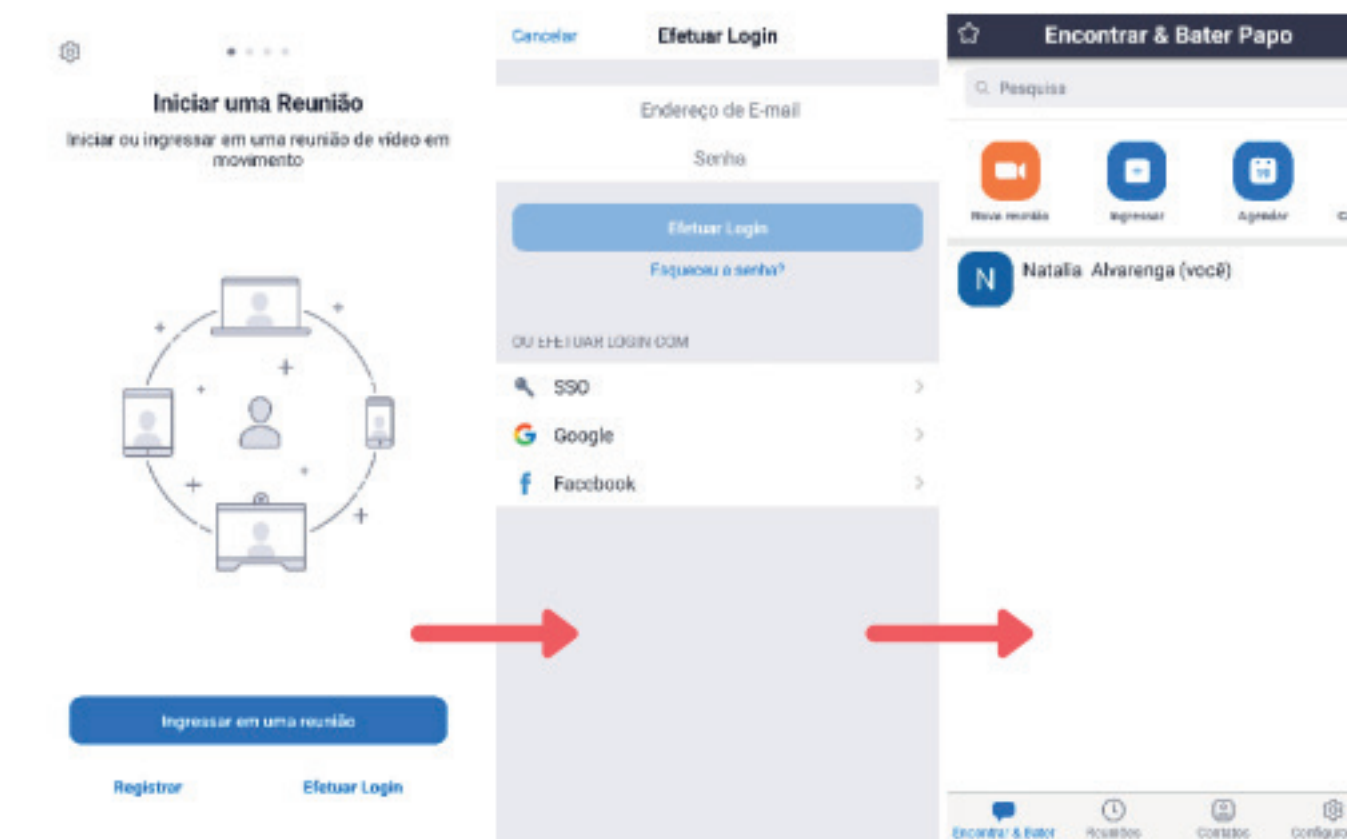 Iniciar uma Reunião
Iniciar ou ingressar em uma reunião de vídeo em
movimento
Ingressar em uma reunião
Registrar
Efetuar Login
Cancelar
Efetuar Login
Endereço de E-mail
Senha
Efetuar Login
Esqueceu a senha?
OU EFETUAR LOGIN COM
SSO
Google
Facebook
Encontrar & Bater Papo
Pesquisa
Nova reunião
Ingressar
Agendar
N
Natalia Alvarenga (você)
Encontrar & Bater
Reuniões
Contatos